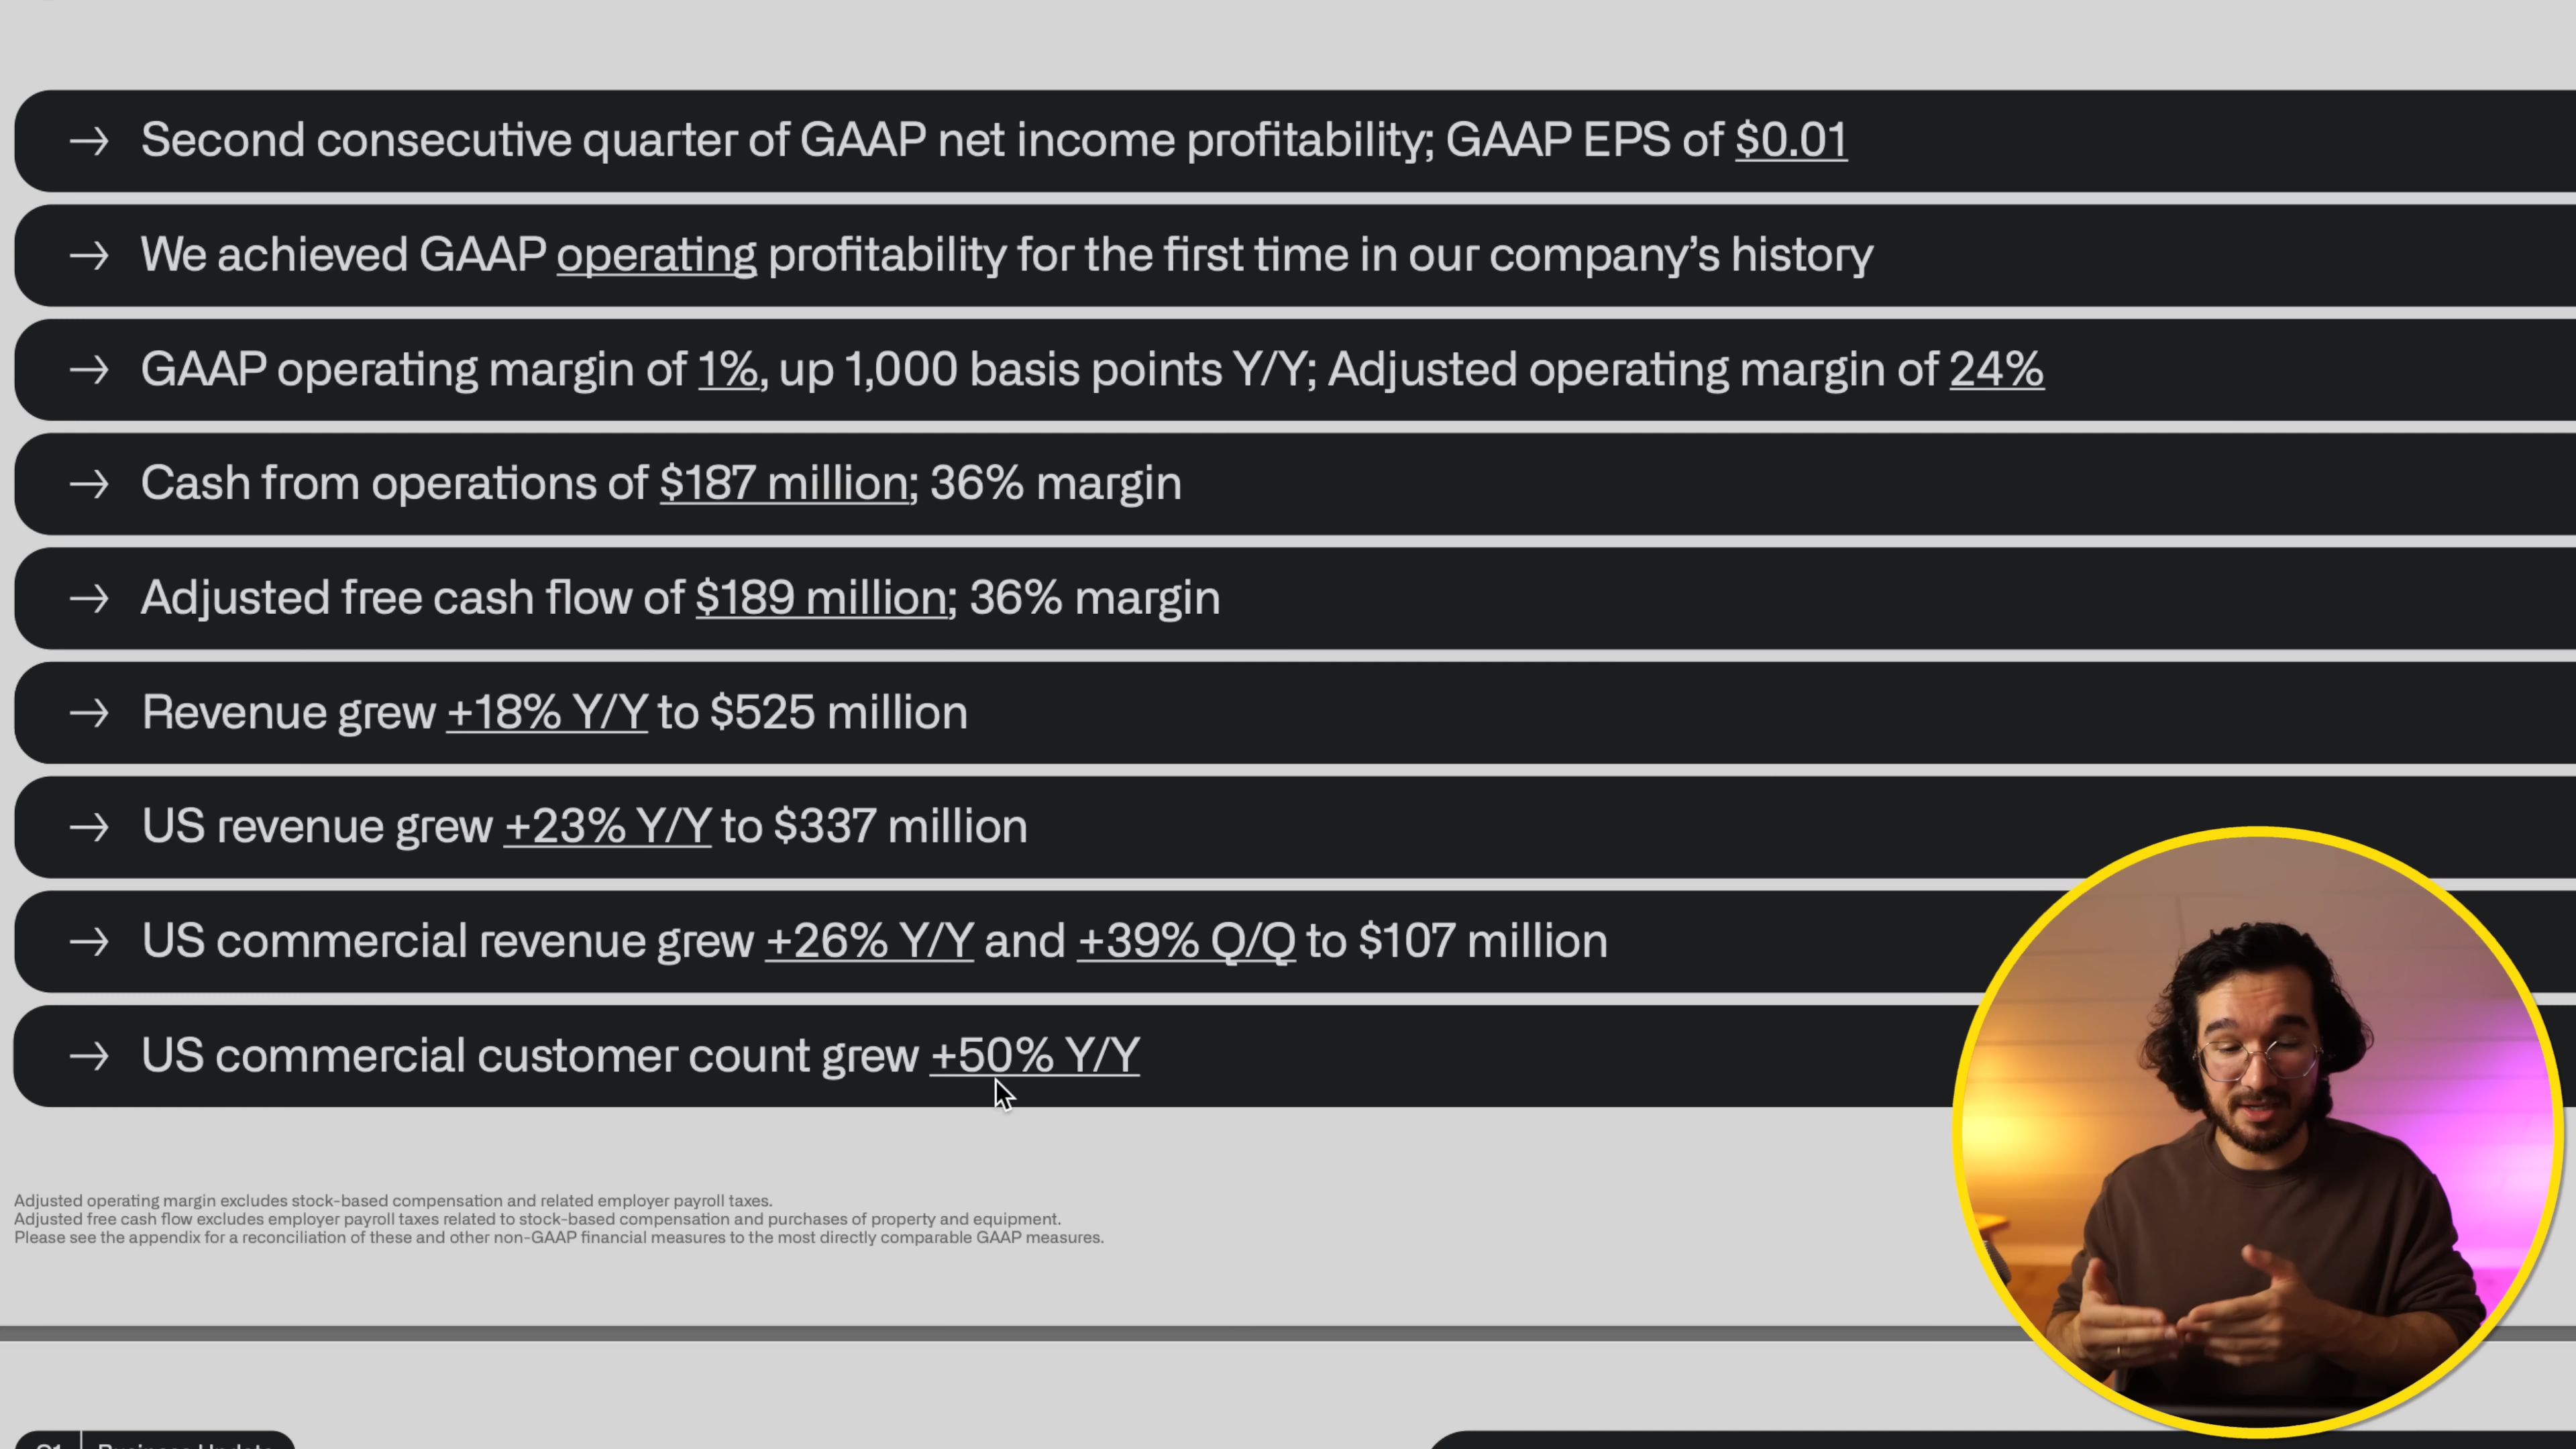 → Second consecutive quarter of GAAP net income profitability; GAAP EPS of $0.01
→ We achieved GAAP operating profitability for the first time in our company’s history
→ GAAP operating margin of 1%, up 1,000 basis points Y/Y; Adjusted operating margin of 24%
→ Cash from operations of $187 million; 36% margin
→ Adjusted free cash flow of $189 million; 36% margin
→ Revenue grew +18% Y/Y to $525 million
→ US revenue grew +23% Y/Y to $337 million
→ US commercial revenue grew +26% Y/Y and +39% Q/Q to $107 million
→ US commercial customer count grew +50% Y/Y
Adjusted operating margin excludes stock-based compensation and related employer payroll taxes.
Adjusted free cash flow excludes employer payroll taxes related to stock-based compensation and purchases of property and equipment.
Please see the appendix for a reconciliation of these and other non-GAAP financial measures to the most directly comparable GAAP measures.
Business Update